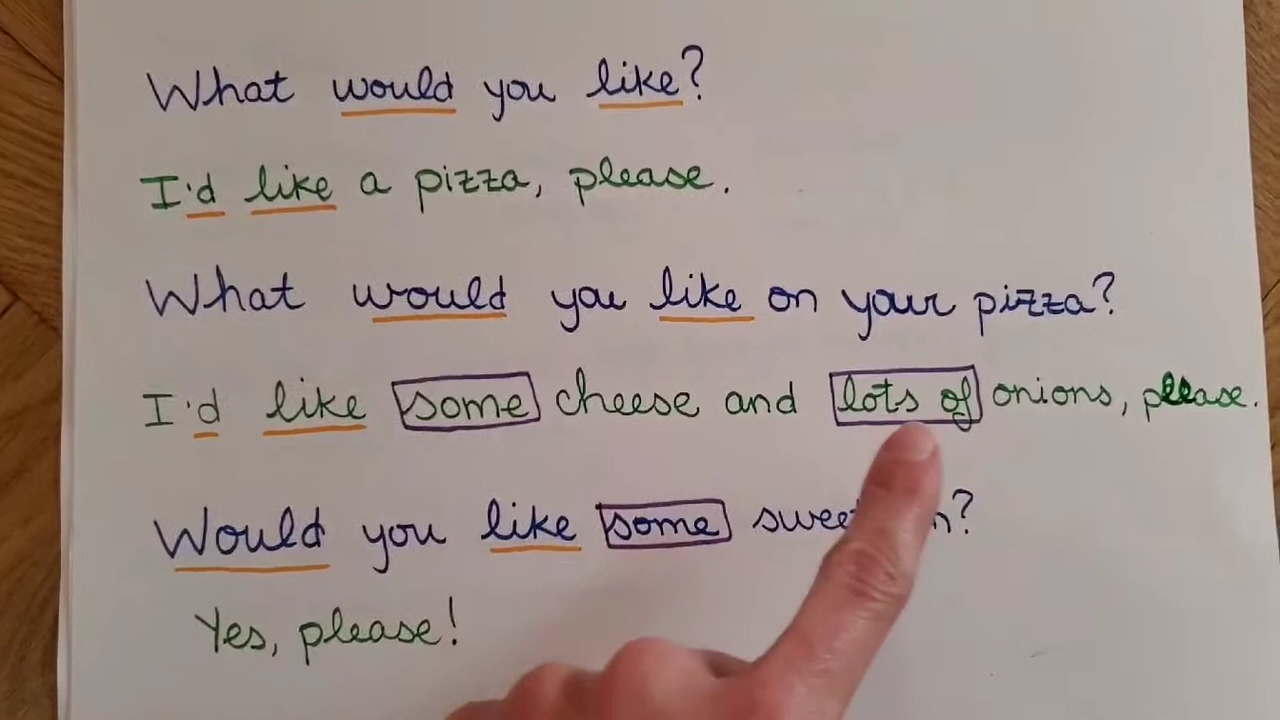 What would you like?
I'd like a pizza, please.
What would you like on your pizza?
I'd like some cheese and lots of onions, please.
Would you like some
Yes, please!